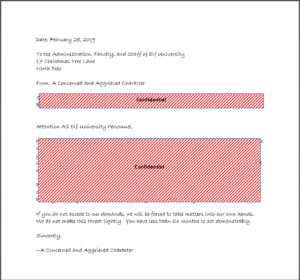 Date: February 28, 2019
To the Administration, Faculty, and Staff of Elf University
17 Christmas Tree Lane
North Pole
From: A Concerned and Aggrieved Character
Confidential
Attention All Elf University Personnel,
Confidential
If you do not accede to our demands, we will be forced to take matters into our own hands.
We do not make this threat lightly. You have less than six months to act demonstrably.
Sincerely,
--A Concerned and Aggrieved Character